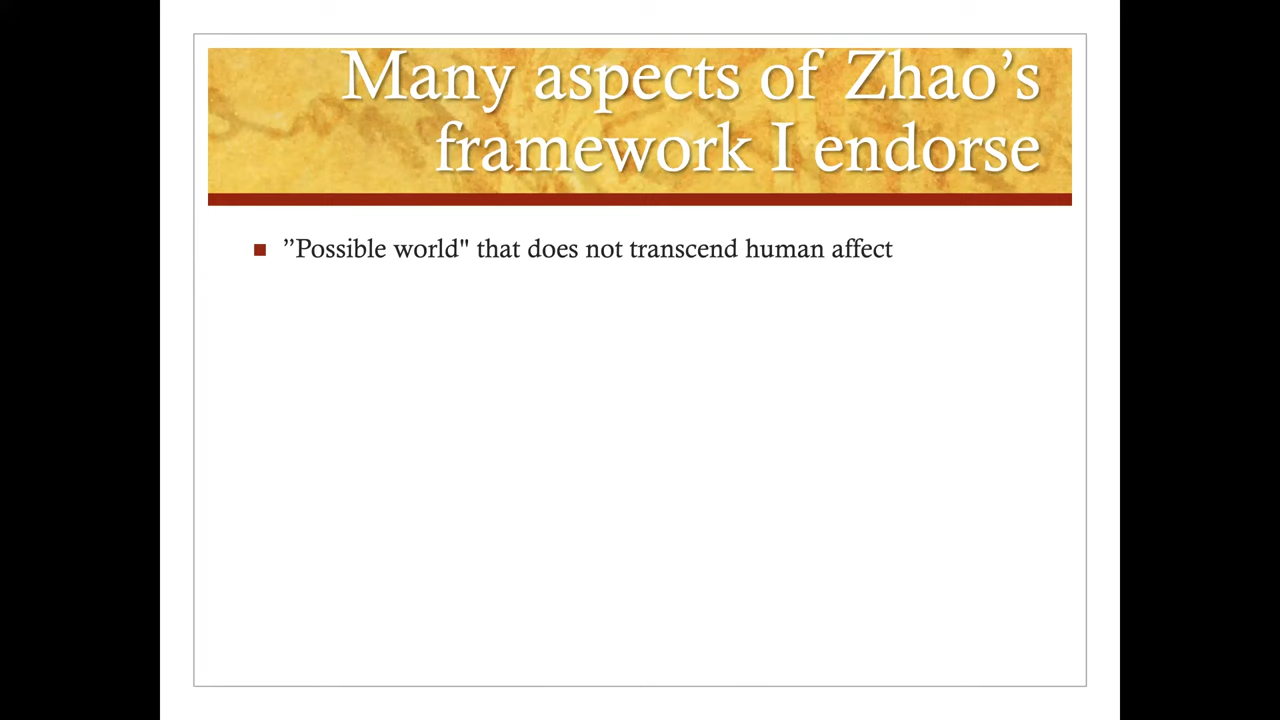 Many aspects of Zhao’s
framework I endorse
”Possible world" that does not transcend human affect